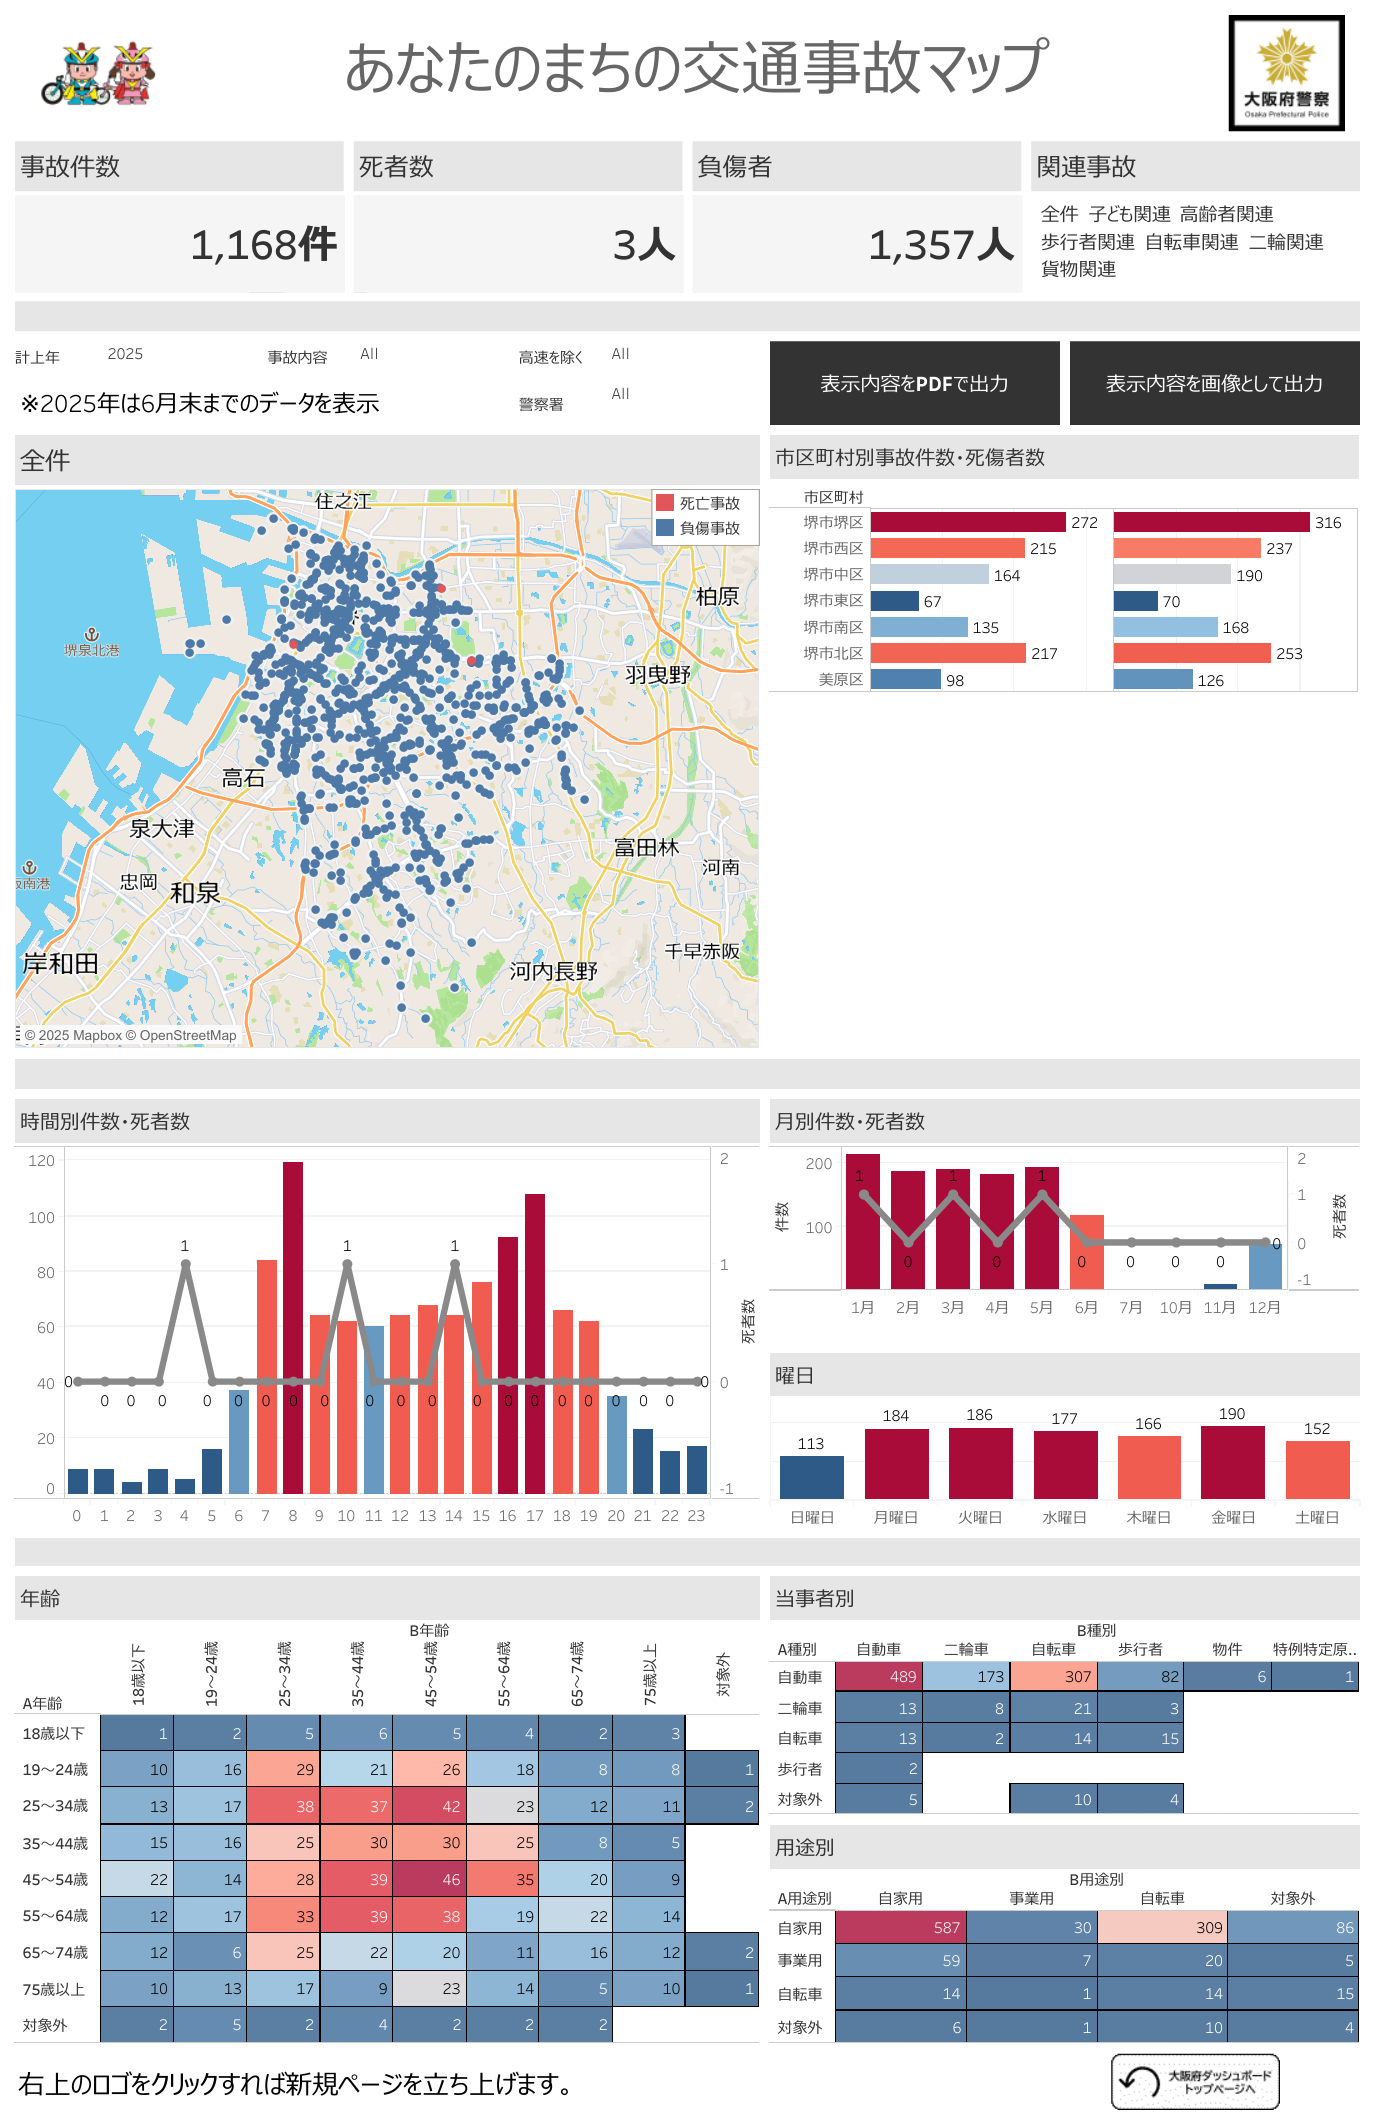 あなたのまちの交通事故マップ
大阪府警察
Osaka Prefectural Police
事故件数 死者数 負傷者 関連事故
1,168件 3人 1,357人
全件 子ども関連 高齢者関連
歩行者関連 自転車関連 二輪関連
貨物関連
計上年 2025 事故内容 All 高速を除く All
※2025年は6月末までのデータを表示 警察署 All
表示内容をPDFで出力 表示内容を画像として出力
全件
住之江
死亡事故
負傷事故
柏原
堺泉北港
羽曳野
高石
泉大津
富田林
河南
阪南港
忠岡
和泉
千早赤阪
岸和田
河内長野
© 2025 Mapbox © OpenStreetMap
市区町村別事故件数・死傷者数
市区町村
堺市堺区 272 316
堺市西区 215 237
堺市中区 164 190
堺市東区 67 70
堺市南区 135 168
堺市北区 217 253
美原区 98 126
時間別件数・死者数
120 2
100
80 1
60
40 0
20
0 -1
死者数
1 1 1
0 0 0 0 0 0 0 0 0 0 0 0 0 0 0 0 0 0 0 0 0
0 1 2 3 4 5 6 7 8 9 10 11 12 13 14 15 16 17 18 19 20 21 22 23
月別件数・死者数
件数
200
100
2
1
0
-1
死者数
1 1 1
0 0 0 0 0 0 0
1月 2月 3月 4月 5月 6月 7月 10月 11月 12月
曜日
113 184 186 177 166 190 152
日曜日 月曜日 火曜日 水曜日 木曜日 金曜日 土曜日
年齢
B年齢
A年齢 18歳以下 19～24歳 25～34歳 35～44歳 45～54歳 55～64歳 65～74歳 75歳以上 対象外
18歳以下 1 2 5 6 5 4 2 3
19～24歳 10 16 29 21 26 18 8 8 1
25～34歳 13 17 38 37 42 23 12 11 2
35～44歳 15 16 25 30 30 25 8 5
45～54歳 22 14 28 39 46 35 20 9
55～64歳 12 17 33 39 38 19 22 14
65～74歳 12 6 25 22 20 11 16 12 2
75歳以上 10 13 17 9 23 14 5 10 1
対象外 2 5 2 4 2 2 2
当事者別
B種別
A種別 自動車 二輪車 自転車 歩行者 物件 特例特定原..
自動車 489 173 307 82 6 1
二輪車 13 8 21 3
自転車 13 2 14 15
歩行者 2
対象外 5 10 4
用途別
B用途別
A用途別 自家用 事業用 自転車 対象外
自家用 587 30 309 86
事業用 59 7 20 5
自転車 14 1 14 15
対象外 6 1 10 4
右上のロゴをクリックすれば新規ページを立ち上げます。
大阪府ダッシュボード
トップページへ